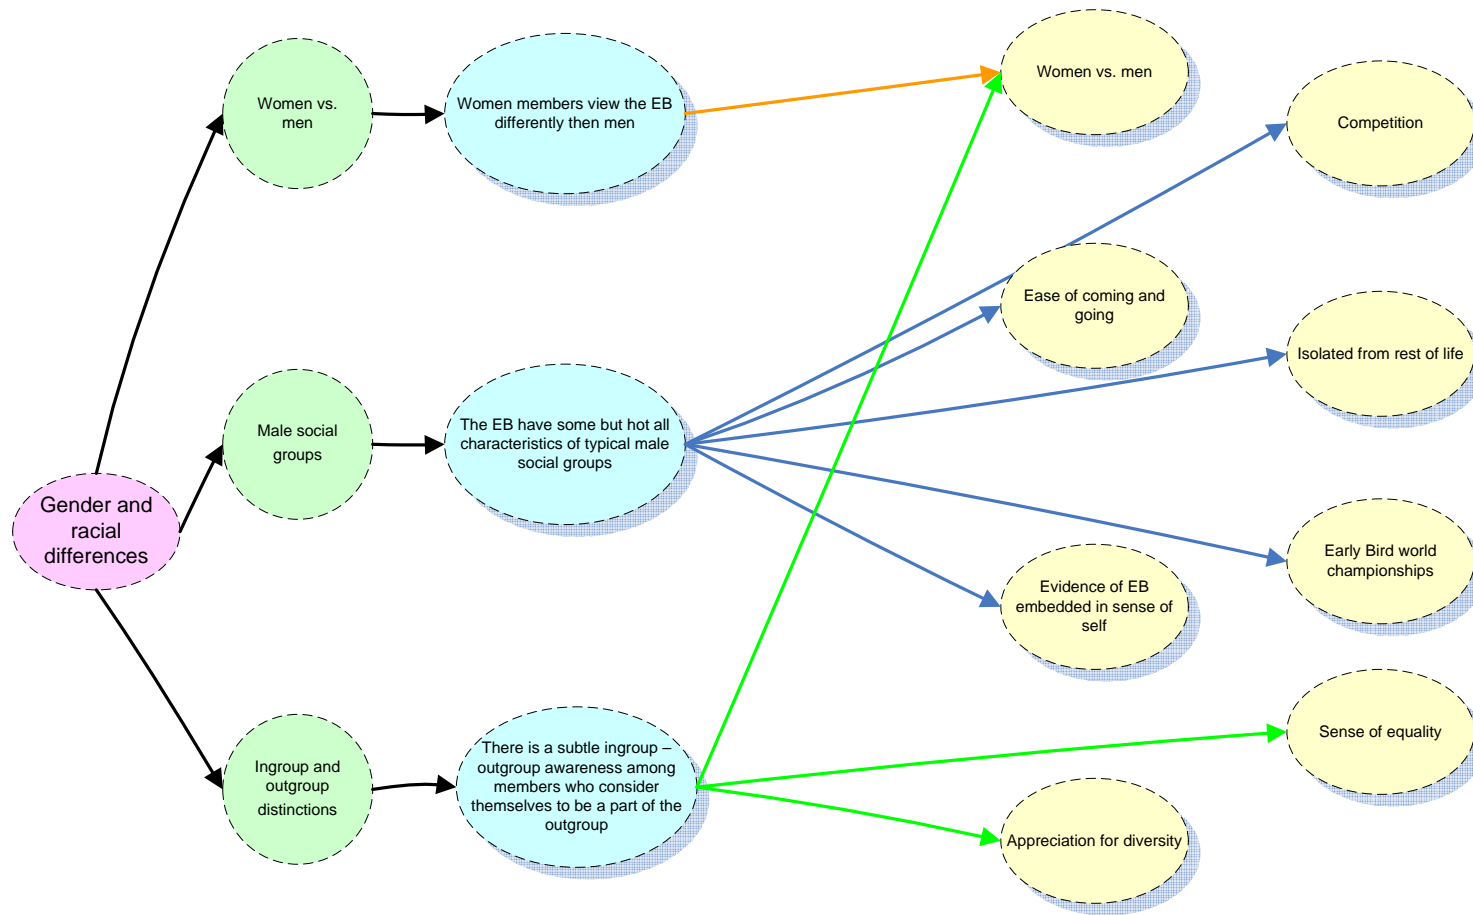 Women vs.
men
Women members view the EB
differently then men
Women vs. men
Competition
Ease of coming and
going
Isolated from rest of life
Male social
groups
The EB have some but hot all
characteristics of typical male
social groups
Gender and
racial
differences
Early Bird world
championships
Evidence of EB
embedded in sense of
self
Sense of equality
Ingroup and
outgroup
distinctions
There is a subtle ingroup –
outgroup awareness among
members who consider
themselves to be a part of the
outgroup
Appreciation for diversity